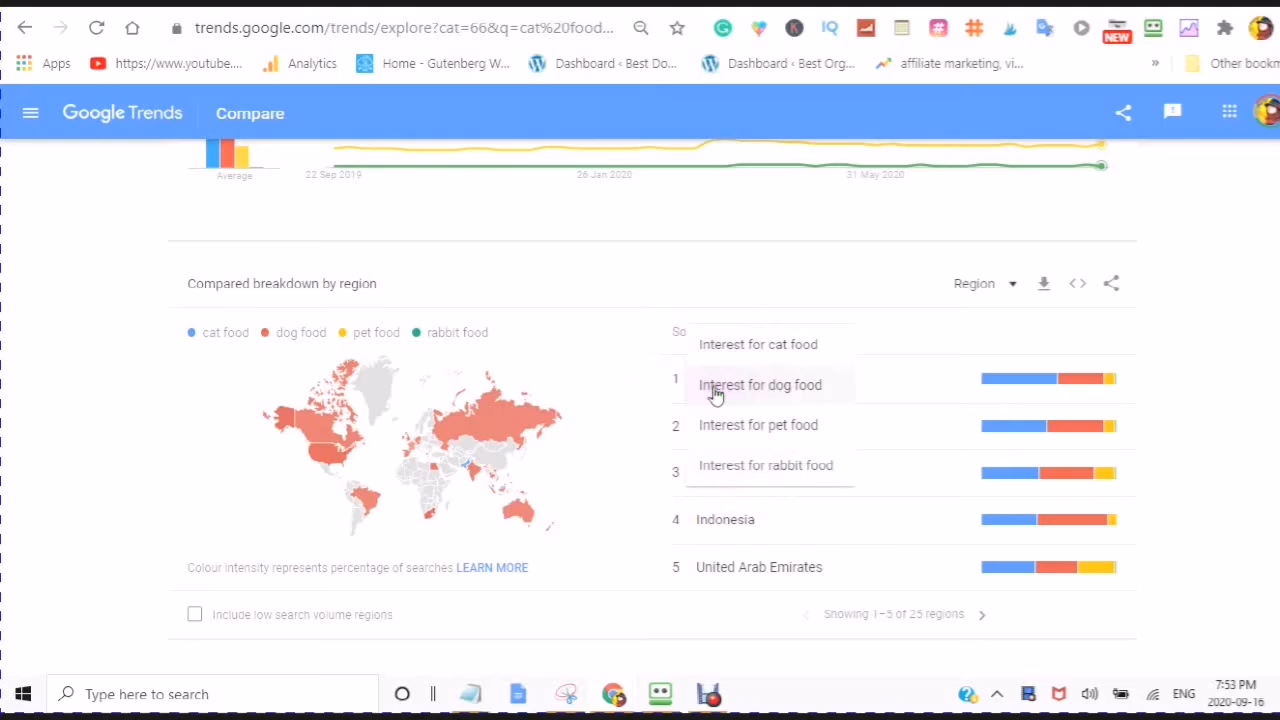 trends.google.com/trends/explore?cat=66&q=cat%20food...
NEW
Apps
https://www.youtube....
Analytics
Home - Gutenberg W...
Dashboard ‹ Best Do...
Dashboard ‹ Best Org...
affiliate marketing, vi...
»
Other bookm
Google Trends
Compare
Average
22 Sep 2019
26 Jan 2020
31 May 2020
Compared breakdown by region
Region
cat food
dog food
pet food
rabbit food
So
Interest for cat food
1
Interest for dog food
2
Interest for pet food
3
Interest for rabbit food
4 Indonesia
5 United Arab Emirates
Colour intensity represents percentage of searches LEARN MORE
Include low search volume regions
Showing 1–5 of 25 regions
Type here to search
ENG
7:53 PM
2020-09-16